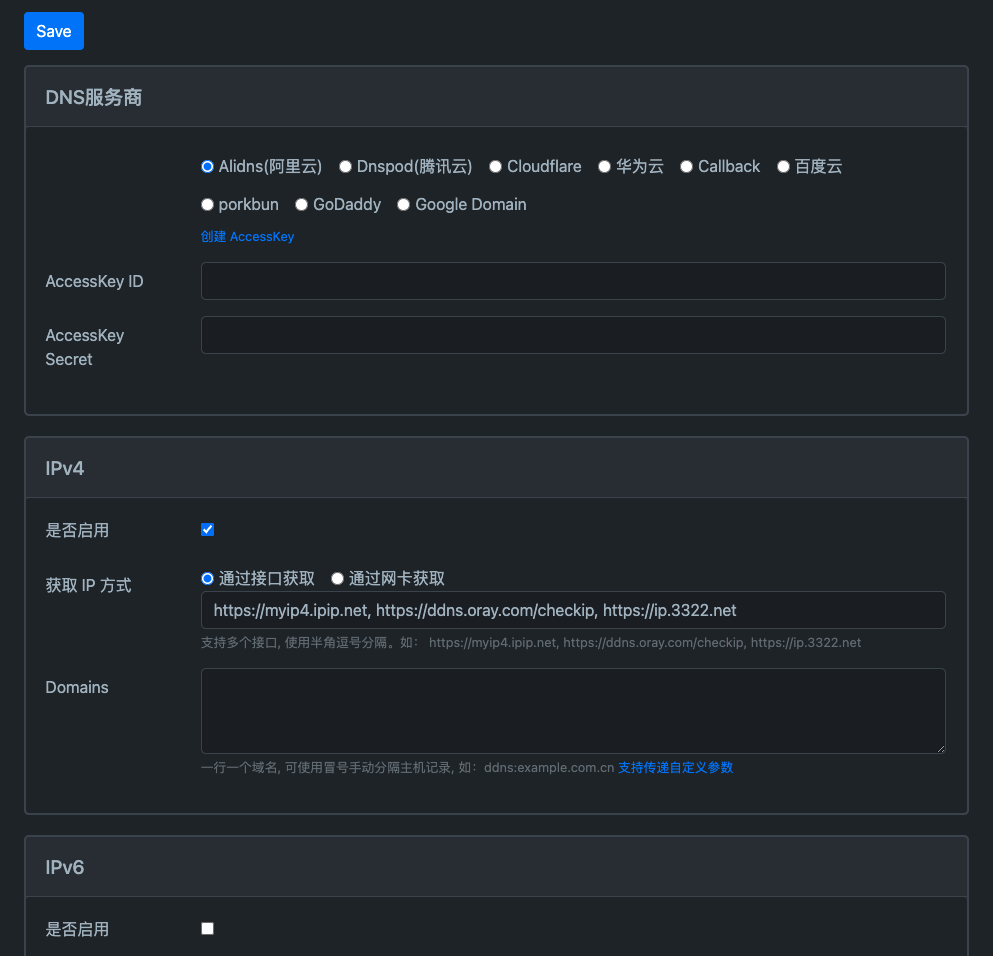 Save
DNS服务商
Alidns(阿里云) Dnspod(腾讯云) Cloudflare 华为云 Callback 百度云
porkbun GoDaddy Google Domain
创建 AccessKey
AccessKey ID
AccessKey
Secret
IPv4
是否启用
获取 IP 方式 通过接口获取 通过网卡获取
https://myip4.ipip.net, https://ddns.oray.com/checkip, https://ip.3322.net
支持多个接口, 使用半角逗号分隔。如： https://myip4.ipip.net, https://ddns.oray.com/checkip, https://ip.3322.net
Domains
一行一个域名, 可使用冒号手动分隔主机记录, 如：ddns:example.com.cn 支持传递自定义参数
IPv6
是否启用